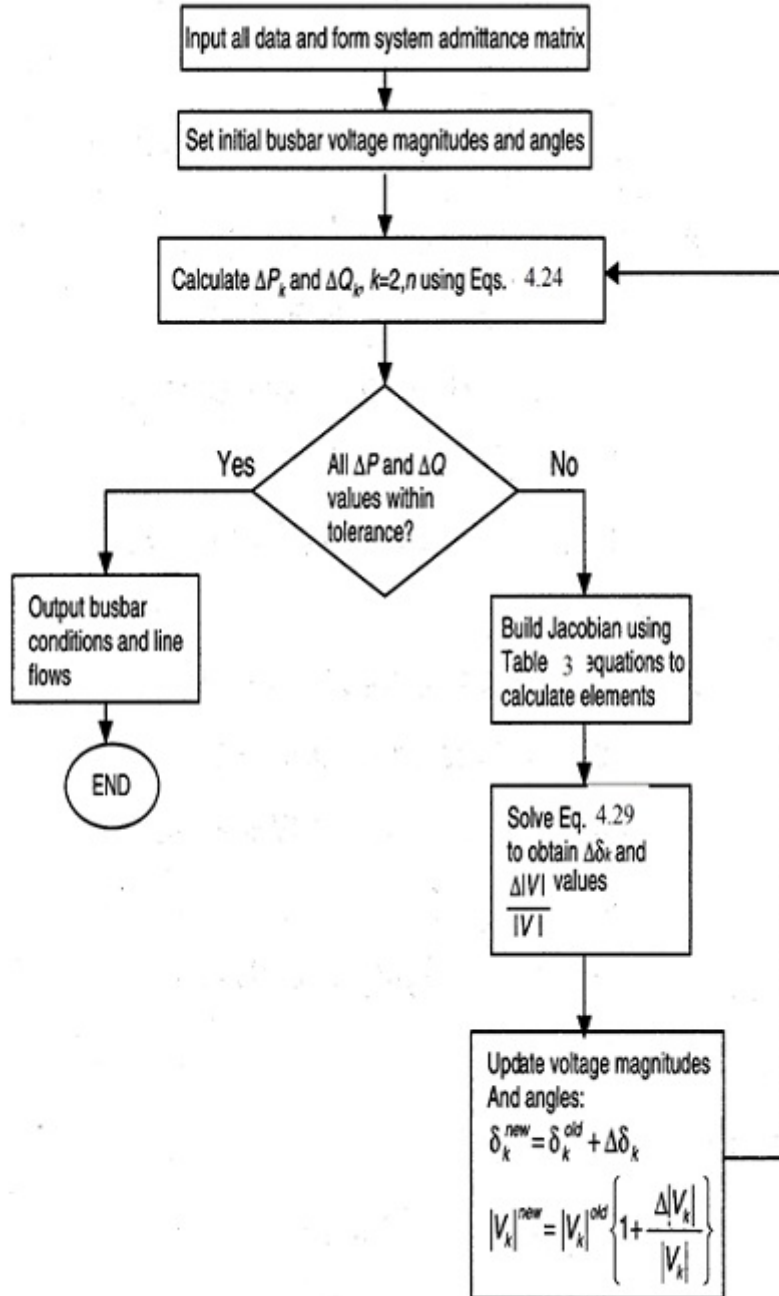 Input all data and form system admittance matrix
Set initial busbar voltage magnitudes and angles
Calculate ΔP_k and ΔQ_k, k=2,n using Eqs. 4.24
All ΔP and ΔQ
values within
tolerance?
Yes
No
Output busbar
conditions and line
flows
END
Build Jacobian using
Table 3 equations to
calculate elements
Solve Eq. 4.29
to obtain Δδ_k and
Δ|V| / |V| values
Update voltage magnitudes
And angles:
δ_k^new = δ_k^old + Δδ_k
|V_k|^new = |V_k|^old {1 + Δ|V_k| / |V_k|}